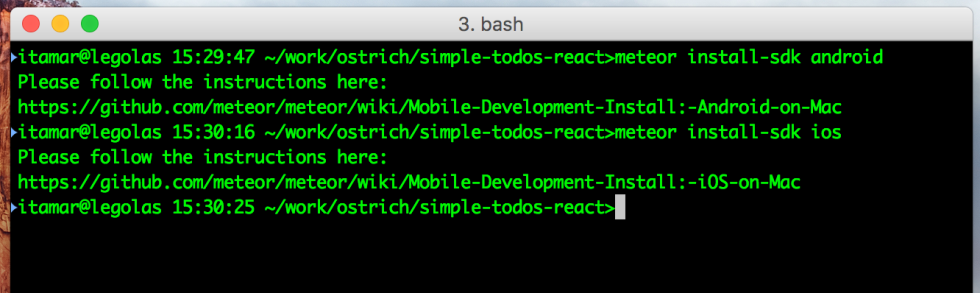 3. bash
itamar@legolas 15:29:47 ~/work/ostrich/simple-todos-react>meteor install-sdk android
Please follow the instructions here:
https://github.com/meteor/meteor/wiki/Mobile-Development-Install:-Android-on-Mac
itamar@legolas 15:30:16 ~/work/ostrich/simple-todos-react>meteor install-sdk ios
Please follow the instructions here:
https://github.com/meteor/meteor/wiki/Mobile-Development-Install:-iOS-on-Mac
itamar@legolas 15:30:25 ~/work/ostrich/simple-todos-react>